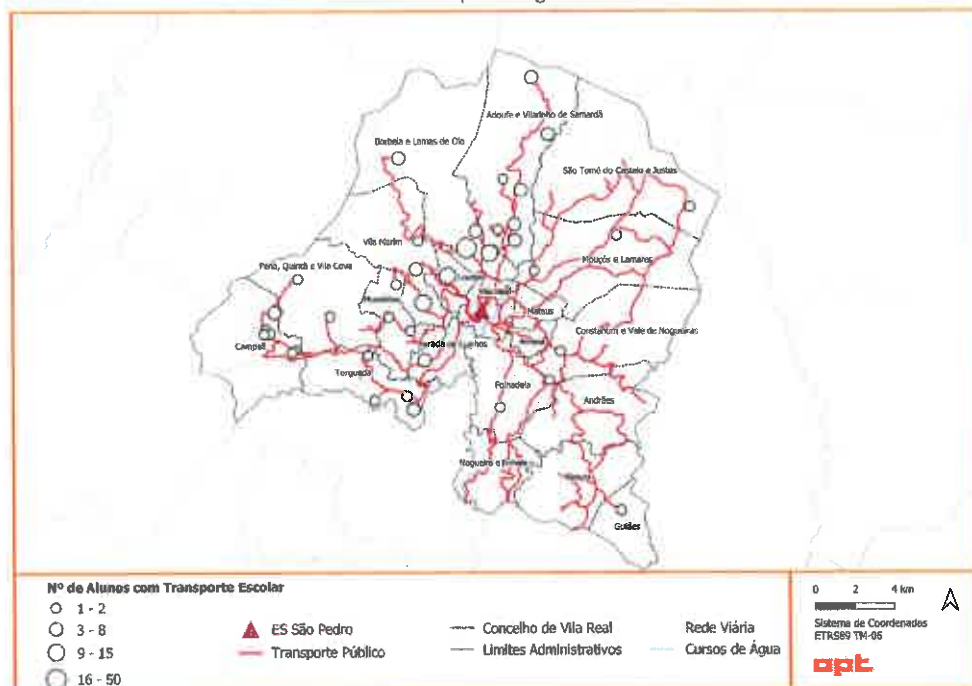 Adoufe e Vilarinho de Samardã
Borbela e Lamas de Olo
São Tomé do Castelo e Justes
Vila Marim
Mouçós e Lamares
Pena, Quintã e Vila Cova
Mateus
Constantim e Vale de Nogueiras
Campeã
Torgueda
Folhadela
Andrães
Guiães
Nº de Alunos com Transporte Escolar
1 - 2
3 - 8
9 - 15
16 - 50
ES São Pedro
Transporte Público
Concelho de Vila Real
Limites Administrativos
Rede Viária
Cursos de Água
0 2 4 km
Sistema de Coordenadas
ETRS89 TM-06
opt